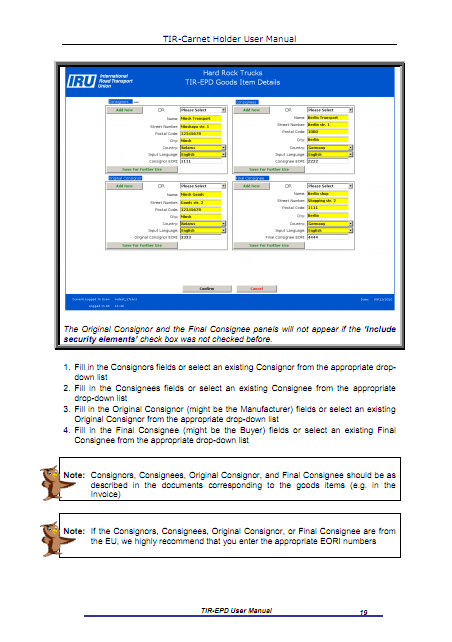 TIR-Carnet Holder User Manual
IRU International
Road Transport
Union
Hard Rock Trucks
TIR-EPD Goods Item Details
Consignors
Add New OR Please Select
Name: Minsk Transport
Street Number: Minskaya str. 1
Postal Code: 12345678
City: Minsk
Country: Belarus
Input Language: English
Consignor EORI: 1111
Save For Further Use
Consignees
Add New OR Please Select
Name: Berlin Transport
Street Number: Berlin str. 1
Postal Code: 1000
City: Berlin
Country: Germany
Input Language: English
Consignee EORI: 2222
Save For Further Use
Original Consignor
Add New OR Please Select
Name: Minsk Goods
Street Number: Goods str. 2
Postal Code: 12345678
City: Minsk
Country: Belarus
Input Language: English
Original Consignor EORI: 3333
Save For Further Use
Final Consignee
Add New OR Please Select
Name: Berlin shop
Street Number: Shopping str. 2
Postal Code: 1111
City: Berlin
Country: Germany
Input Language: English
Final Consignee EORI: 4444
Save For Further Use
Confirm Cancel
Current Logged In User:
Logged In At:
Date:
The Original Consignor and the Final Consignee panels will not appear if the 'Include
security elements' check box was not checked before.
1. Fill in the Consignors fields or select an existing Consignor from the appropriate drop-
down list
2. Fill in the Consignees fields or select an existing Consignee from the appropriate
drop-down list
3. Fill in the Original Consignor (might be the Manufacturer) fields or select an existing
Original Consignor from the appropriate drop-down list
4. Fill in the Final Consignee (might be the Buyer) fields or select an existing Final
Consignee from the appropriate drop-down list
Note: Consignors, Consignees, Original Consignor, and Final Consignee should be as
described in the documents corresponding to the goods items (e.g. in the
Invoice)
Note: If the Consignors, Consignees, Original Consignor, or Final Consignee are from
the EU, we highly recommend that you enter the appropriate EORI numbers
TIR-EPD User Manual 19